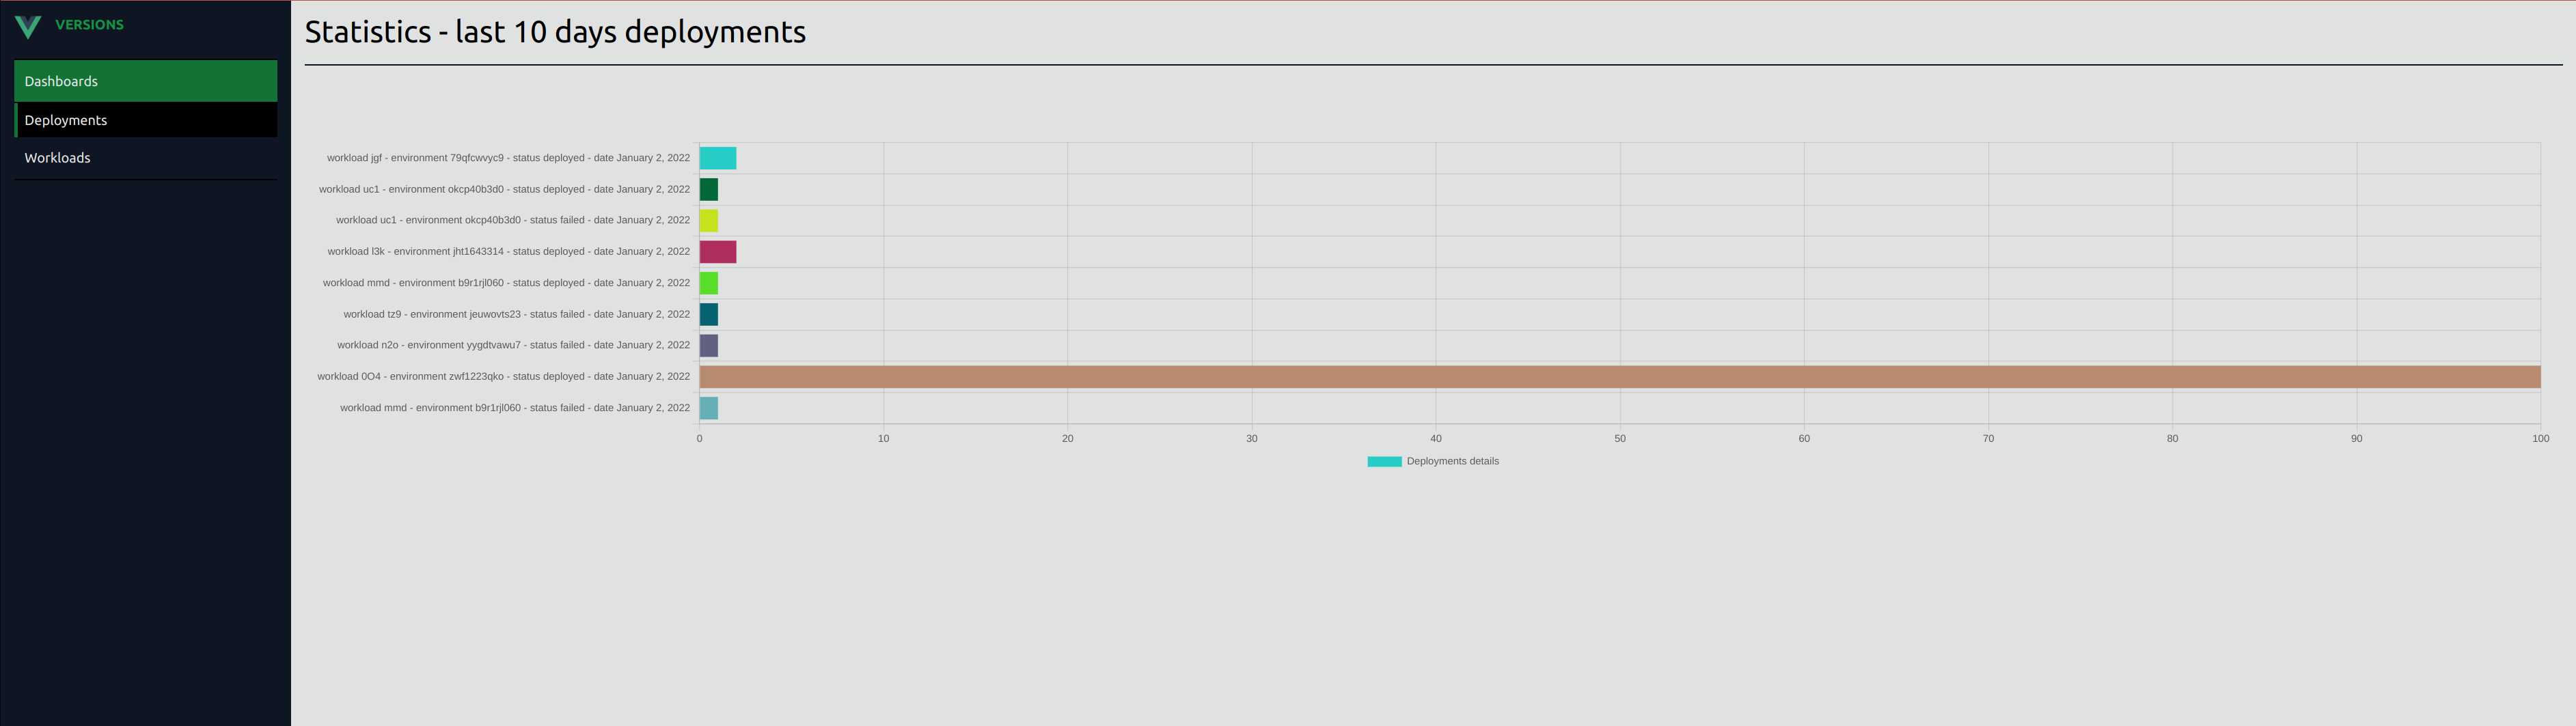 VERSIONS
Dashboards
Deployments
Workloads
Statistics - last 10 days deployments
workload jgf - environment 79qfcwvyc9 - status deployed - date January 2, 2022
workload uc1 - environment okcp40b3d0 - status deployed - date January 2, 2022
workload uc1 - environment okcp40b3d0 - status failed - date January 2, 2022
workload l3k - environment jht1643314 - status deployed - date January 2, 2022
workload mmd - environment b9r1rjl060 - status deployed - date January 2, 2022
workload tz9 - environment jeuwovts23 - status failed - date January 2, 2022
workload n2o - environment yygdtvawu7 - status failed - date January 2, 2022
workload 0O4 - environment zwf1223qko - status deployed - date January 2, 2022
workload mmd - environment b9r1rjl060 - status failed - date January 2, 2022
0 10 20 30 40 50 60 70 80 90 100
Deployments details